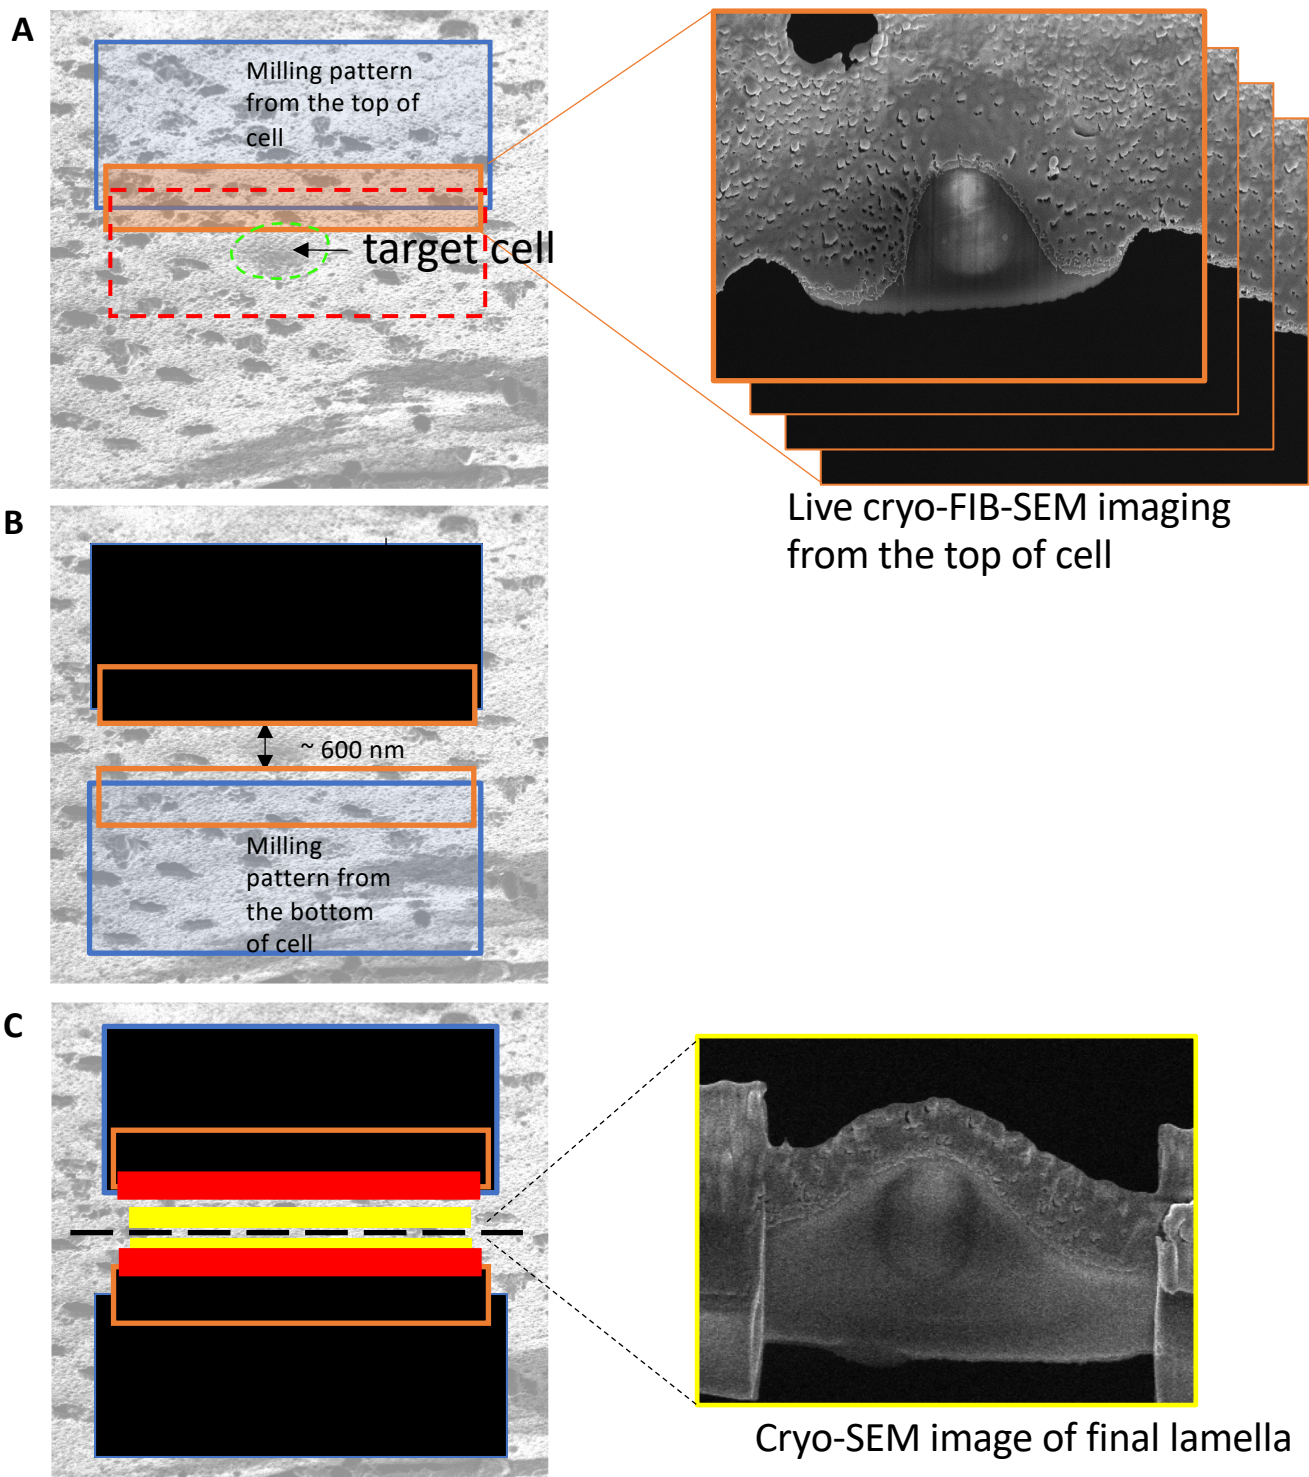 A
Milling pattern
from the top of
cell
target cell
Live cryo-FIB-SEM imaging
from the top of cell
B
~ 600 nm
Milling
pattern from
the bottom
of cell
C
Cryo-SEM image of final lamella